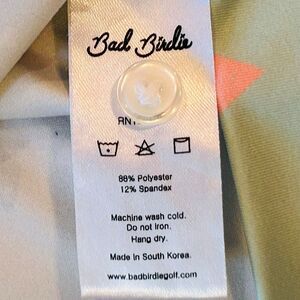 Bad Birdie
88% Polyester
12% Spandex
Machine wash cold.
Do not Iron.
Hang dry.
Made in South Korea.
www.badbirdiegolf.com